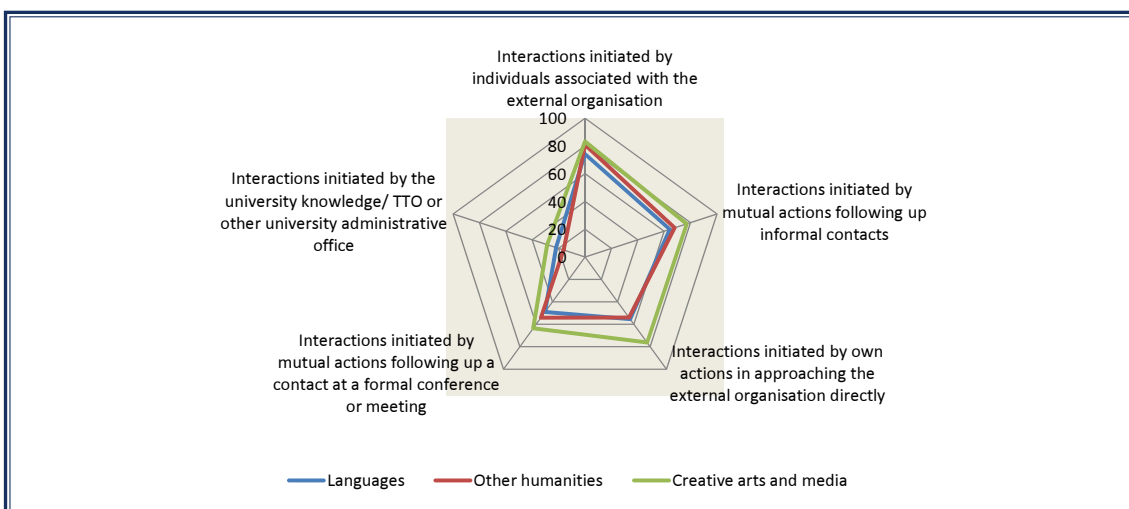 Interactions initiated by
individuals associated with the
external organisation
100
80
60
40
20
0
Interactions initiated by the
university knowledge/ TTO or
other university administrative
office
Interactions initiated by
mutual actions following up
informal contacts
Interactions initiated by
mutual actions following up a
contact at a formal conference
or meeting
Interactions initiated by own
actions in approaching the
external organisation directly
Languages Other humanities Creative arts and media